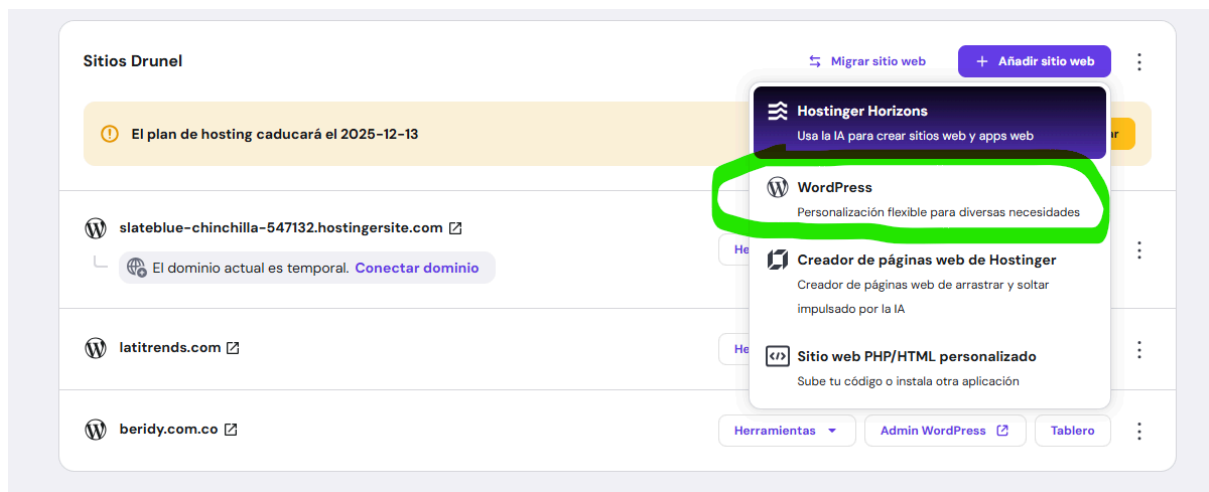 Sitios Drunel
Migrar sitio web
+ Añadir sitio web
El plan de hosting caducará el 2025-12-13
Hostinger Horizons
Usa la IA para crear sitios web y apps web
WordPress
Personalización flexible para diversas necesidades
Creador de páginas web de Hostinger
Creador de páginas web de arrastrar y soltar
impulsado por la IA
Sitio web PHP/HTML personalizado
Sube tu código o instala otra aplicación
slateblue-chinchilla-547132.hostingersite.com
El dominio actual es temporal. Conectar dominio
latitrends.com
beridy.com.co
Herramientas
Admin WordPress
Tablero